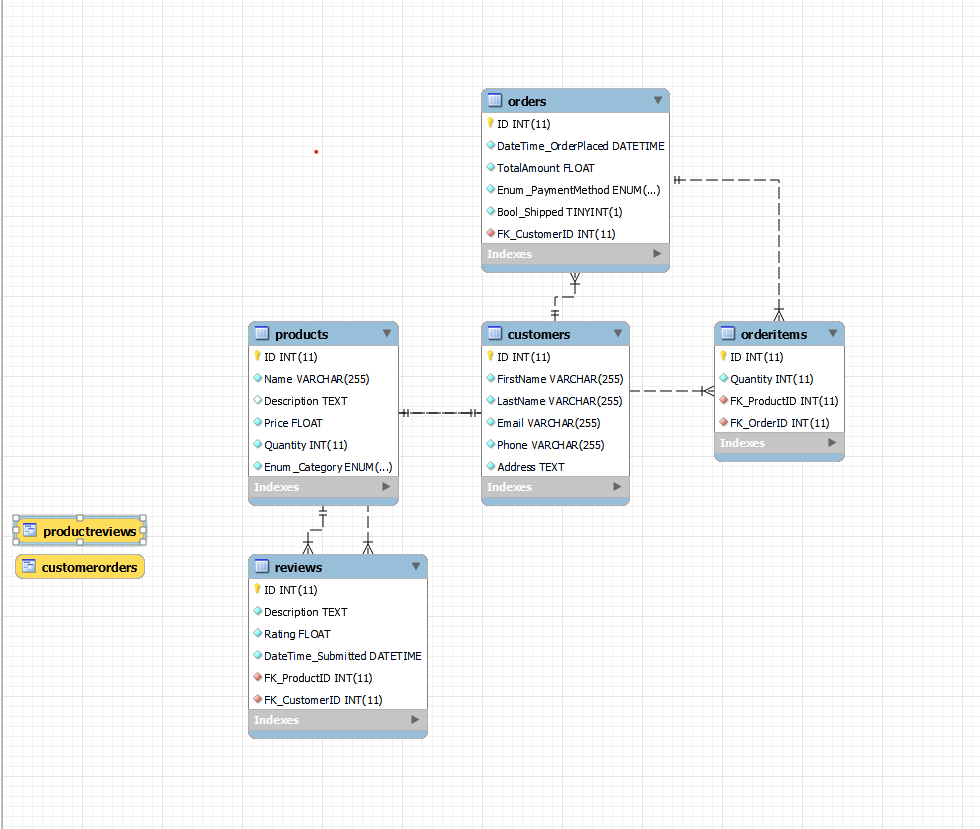 orders
ID INT(11)
DateTime_OrderPlaced DATETIME
TotalAmount FLOAT
Enum_PaymentMethod ENUM(...)
Bool_Shipped TINYINT(1)
FK_CustomerID INT(11)
Indexes
products
ID INT(11)
Name VARCHAR(255)
Description TEXT
Price FLOAT
Quantity INT(11)
Enum_Category ENUM(...)
Indexes
customers
ID INT(11)
FirstName VARCHAR(255)
LastName VARCHAR(255)
Email VARCHAR(255)
Phone VARCHAR(255)
Address TEXT
Indexes
orderitems
ID INT(11)
Quantity INT(11)
FK_ProductID INT(11)
FK_OrderID INT(11)
Indexes
productreviews
customerorders
reviews
ID INT(11)
Description TEXT
Rating FLOAT
DateTime_Submitted DATETIME
FK_ProductID INT(11)
FK_CustomerID INT(11)
Indexes